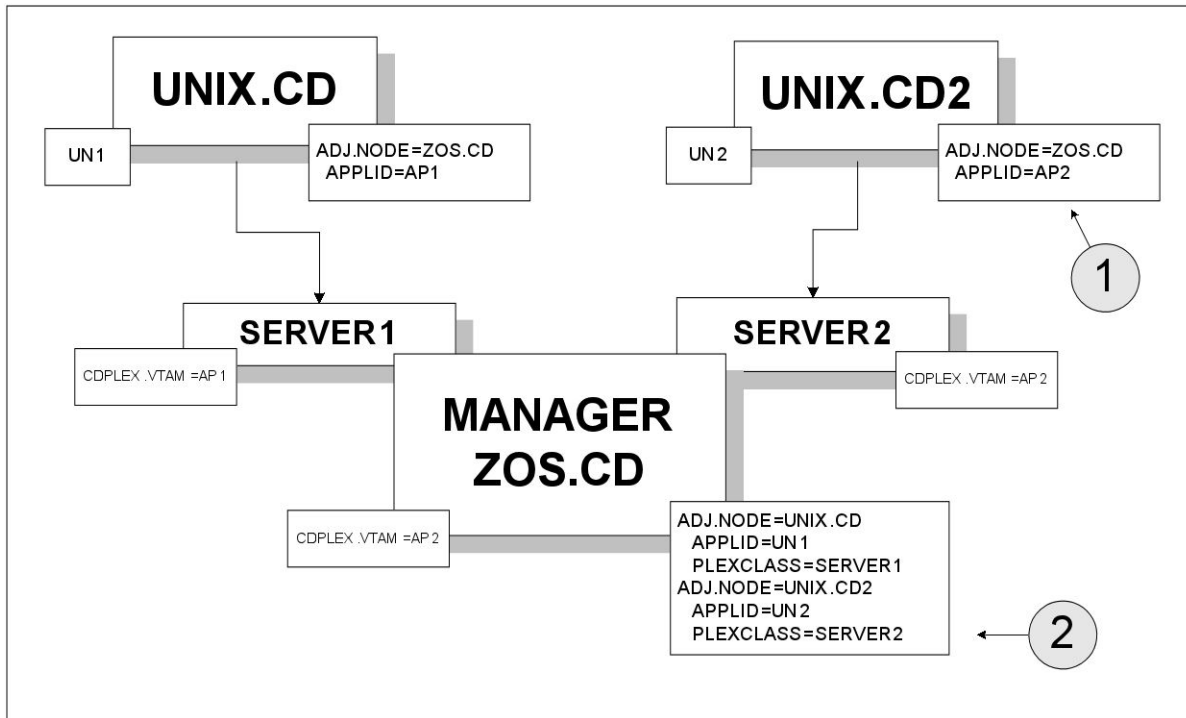 UNIX.CD
UN1
ADJ.NODE=ZOS.CD
APPLID=AP1
UNIX.CD2
UN2
ADJ.NODE=ZOS.CD
APPLID=AP2
1
SERVER1
CDPLEX .VTAM =AP1
SERVER2
CDPLEX .VTAM =AP2
MANAGER
ZOS.CD
CDPLEX .VTAM =AP2
ADJ.NODE=UNIX.CD
APPLID=UN1
PLEXCLASS=SERVER1
ADJ.NODE=UNIX.CD2
APPLID=UN2
PLEXCLASS=SERVER2
2